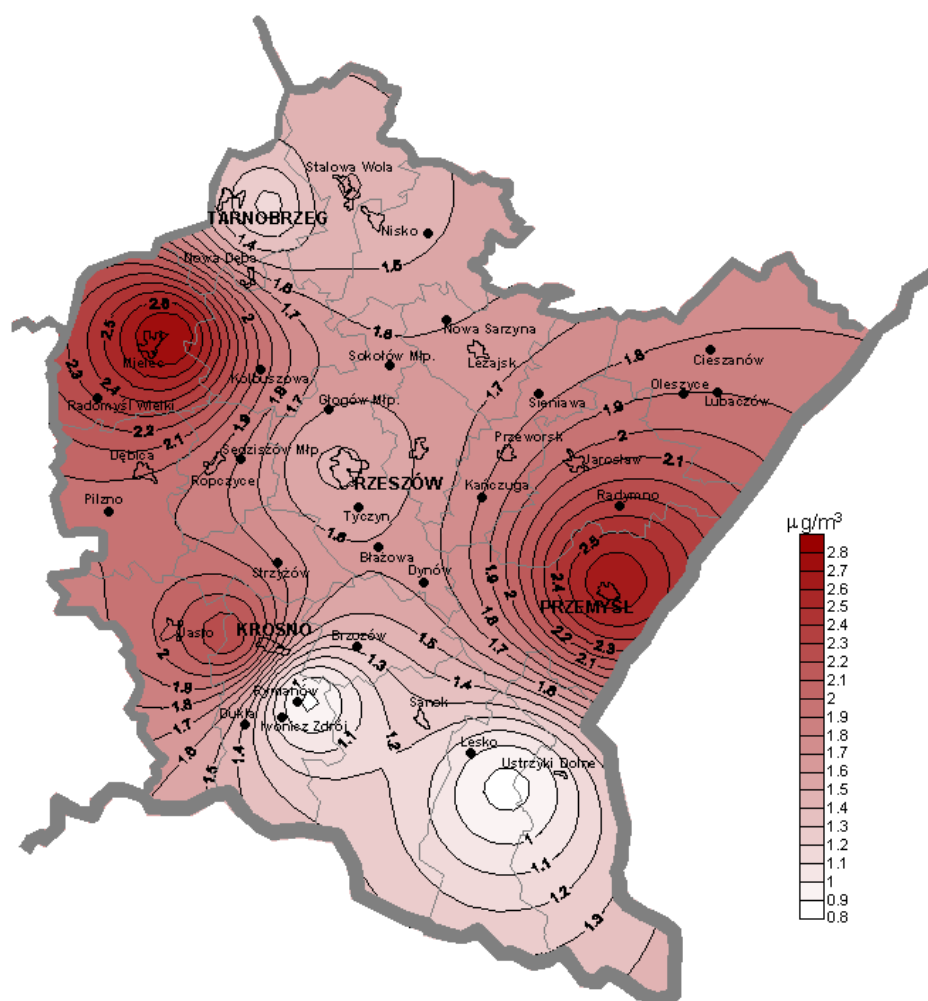 Stalowa Wola
TARNOBRZEG
1.4
Nisko
Nowa Dęba
1.5
1.6
1.7
2
2.6
2.5
1.6
Nowa Sarzyna
Mielec
Leżajsk
1.8
Cieszanów
Sokołów Młp.
Kolbuszowa
2.3
2.4
1.8
1.7
1.7
Oleszyce
Lubaczów
Radomyśl Wielki
Głogów Młp.
Sieniawa
1.9
2.2
2.1
1.9
2
Przeworsk
2.1
Sędziszów Młp.
Dębica
Jarosław
Ropczyce
RZESZÓW
Kańczuga
Pilzno
Radymno
Tyczyn
1.6
μg/m³
2.5
Błażowa
2.8
2.7
2.6
2.5
2.4
2.3
2.2
2.1
2
1.9
1.8
1.7
1.6
1.5
1.4
1.3
1.2
1.1
1
0.9
0.8
Strzyżów
Dynów
1.9
2
2.4
PRZEMYŚL
1.8
2.2
Jasło
KROSNO
Brzozów
1.5
1.7
2.3
2.1
2
1.3
1.4
1.6
1.9
1.8
Rymanów
1.
Dukla
Iwonicz Zdrój
Sanok
1.7
1.6
1.5
1.4
1.1
1.2
Lesko
Ustrzyki Dolne
1
1.1
1.2
1.3